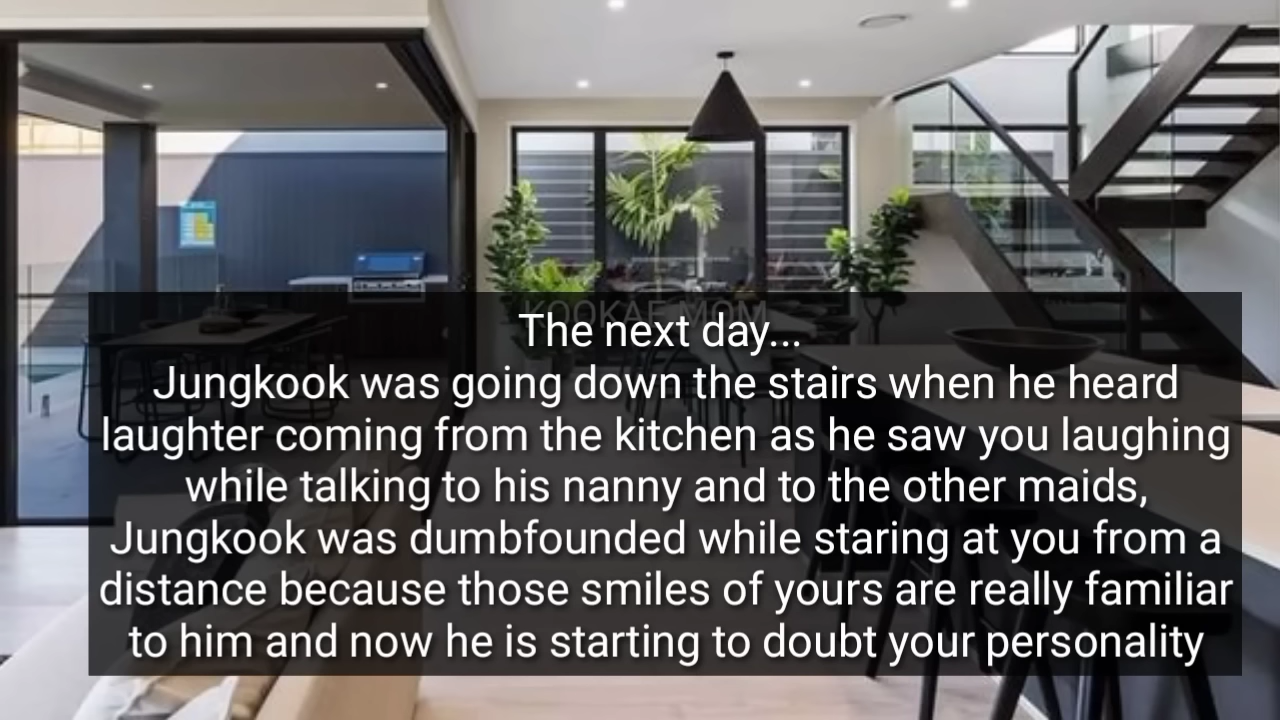 KOOKAE MOM
The next day...
Jungkook was going down the stairs when he heard
laughter coming from the kitchen as he saw you laughing
while talking to his nanny and to the other maids,
Jungkook was dumbfounded while staring at you from a
distance because those smiles of yours are really familiar
to him and now he is starting to doubt your personality